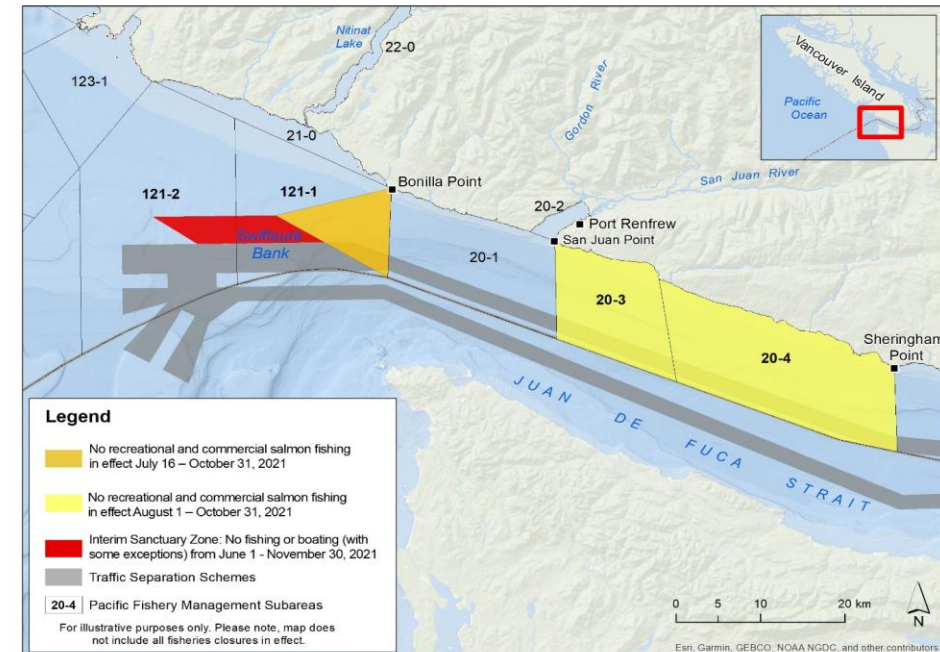 Nitinat
Lake
22-0
123-1
Gordon River
Vancouver Island
Pacific
Ocean
21-0
San Juan River
121-2
121-1
Bonilla Point
20-2
Port Renfrew
San Juan Point
Swiftsure
Bank
20-1
20-3
Sheringham
Point
20-4
JUAN DE FUCA STRAIT
Legend
No recreational and commercial salmon fishing
in effect July 16 – October 31, 2021
No recreational and commercial salmon fishing
in effect August 1 – October 31, 2021
Interim Sanctuary Zone: No fishing or boating (with
some exceptions) from June 1 - November 30, 2021
Traffic Separation Schemes
20-4 Pacific Fishery Management Subareas
For illustrative purposes only. Please note, map does
not include all fisheries closures in effect.
0 5 10 20 km
N
Esri, Garmin, GEBCO, NOAA NGDC, and other contributors